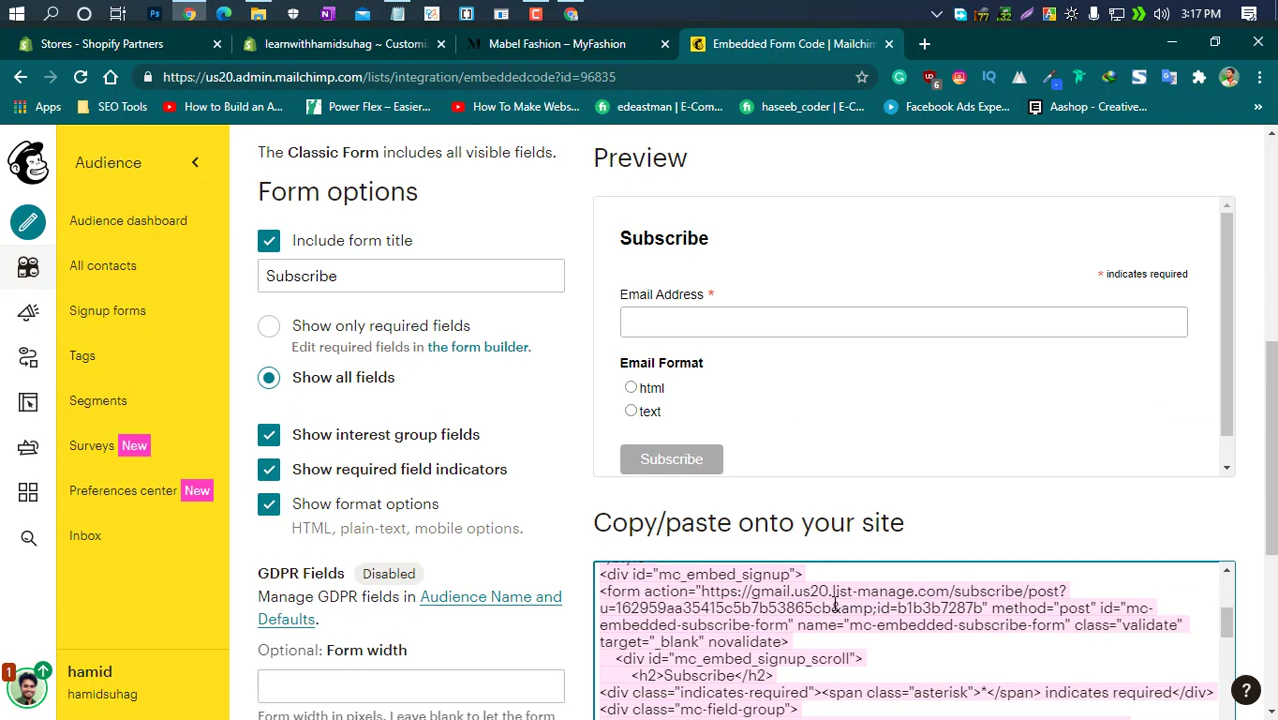 3:17 PM
Stores - Shopify Partners
learnwithhamidsuhag ~ Customi
Mabel Fashion – MyFashion
Embedded Form Code | Mailchim
https://us20.admin.mailchimp.com/lists/integration/embeddedcode?id=96835
6
Apps
SEO Tools
How to Build an A...
Power Flex – Easier...
How To Make Webs...
edeastman | E-Com...
haseeb_coder | E-C...
Facebook Ads Expe...
Aashop - Creative...
Audience
Audience dashboard
All contacts
Signup forms
Tags
Segments
Surveys New
Preferences center New
Inbox
1
hamid
hamidsuhag
The Classic Form includes all visible fields.
Form options
Include form title
Subscribe
Show only required fields
Edit required fields in the form builder.
Show all fields
Show interest group fields
Show required field indicators
Show format options
HTML, plain-text, mobile options.
GDPR Fields Disabled
Manage GDPR fields in Audience Name and
Defaults.
Optional: Form width
Form width in pixels. Leave blank to let the form
Preview
Subscribe
* indicates required
Email Address *
Email Format
html
text
Subscribe
Copy/paste onto your site
<div id="mc_embed_signup">
<form action="https://gmail.us20.list-manage.com/subscribe/post?
u=162959aa35415c5b7b53865cb&amp;id=b1b3b7287b" method="post" id="mc-
embedded-subscribe-form" name="mc-embedded-subscribe-form" class="validate"
target="_blank" novalidate>
<div id="mc_embed_signup_scroll">
<h2>Subscribe</h2>
<div class="indicates-required"><span class="asterisk">*</span> indicates required</div>
<div class="mc-field-group">
?